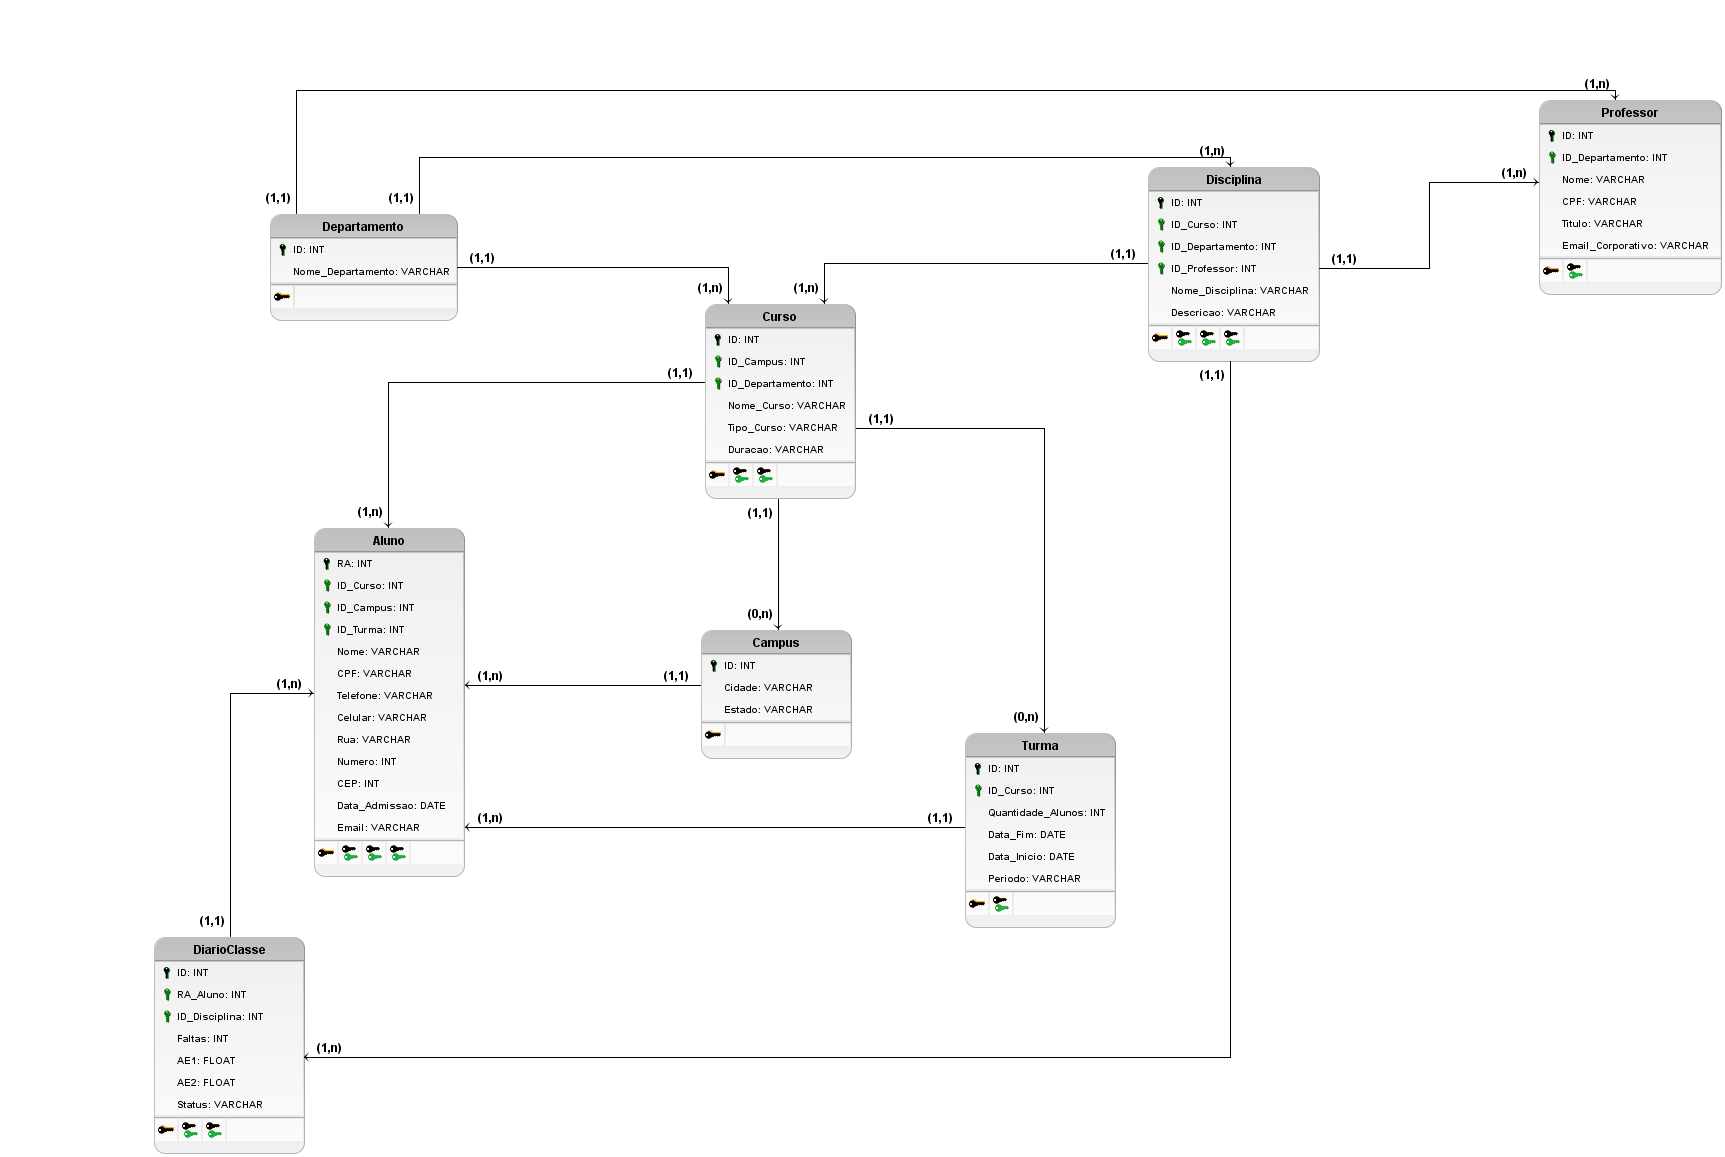 (1,n)
Professor
ID: INT
ID_Departamento: INT
Nome: VARCHAR
CPF: VARCHAR
Titulo: VARCHAR
Email_Corporativo: VARCHAR
(1,n)
Disciplina
ID: INT
ID_Curso: INT
ID_Departamento: INT
ID_Professor: INT
Nome_Disciplina: VARCHAR
Descricao: VARCHAR
(1,n)
(1,1)
(1,1)
(1,1)
(1,1)
Departamento
ID: INT
Nome_Departamento: VARCHAR
(1,1)
(1,n)
(1,n)
Curso
ID: INT
ID_Campus: INT
ID_Departamento: INT
Nome_Curso: VARCHAR
Tipo_Curso: VARCHAR
Duracao: VARCHAR
(1,1)
(1,1)
(1,1)
(1,1)
(1,n)
Aluno
RA: INT
ID_Curso: INT
ID_Campus: INT
ID_Turma: INT
Nome: VARCHAR
CPF: VARCHAR
Telefone: VARCHAR
Celular: VARCHAR
Rua: VARCHAR
Numero: INT
CEP: INT
Data_Admissao: DATE
Email: VARCHAR
(0,n)
Campus
ID: INT
Cidade: VARCHAR
Estado: VARCHAR
(1,n)
(1,1)
(1,n)
(0,n)
Turma
ID: INT
ID_Curso: INT
Quantidade_Alunos: INT
Data_Fim: DATE
Data_Inicio: DATE
Periodo: VARCHAR
(1,n)
(1,1)
(1,1)
DiarioClasse
ID: INT
RA_Aluno: INT
ID_Disciplina: INT
Faltas: INT
AE1: FLOAT
AE2: FLOAT
Status: VARCHAR
(1,n)